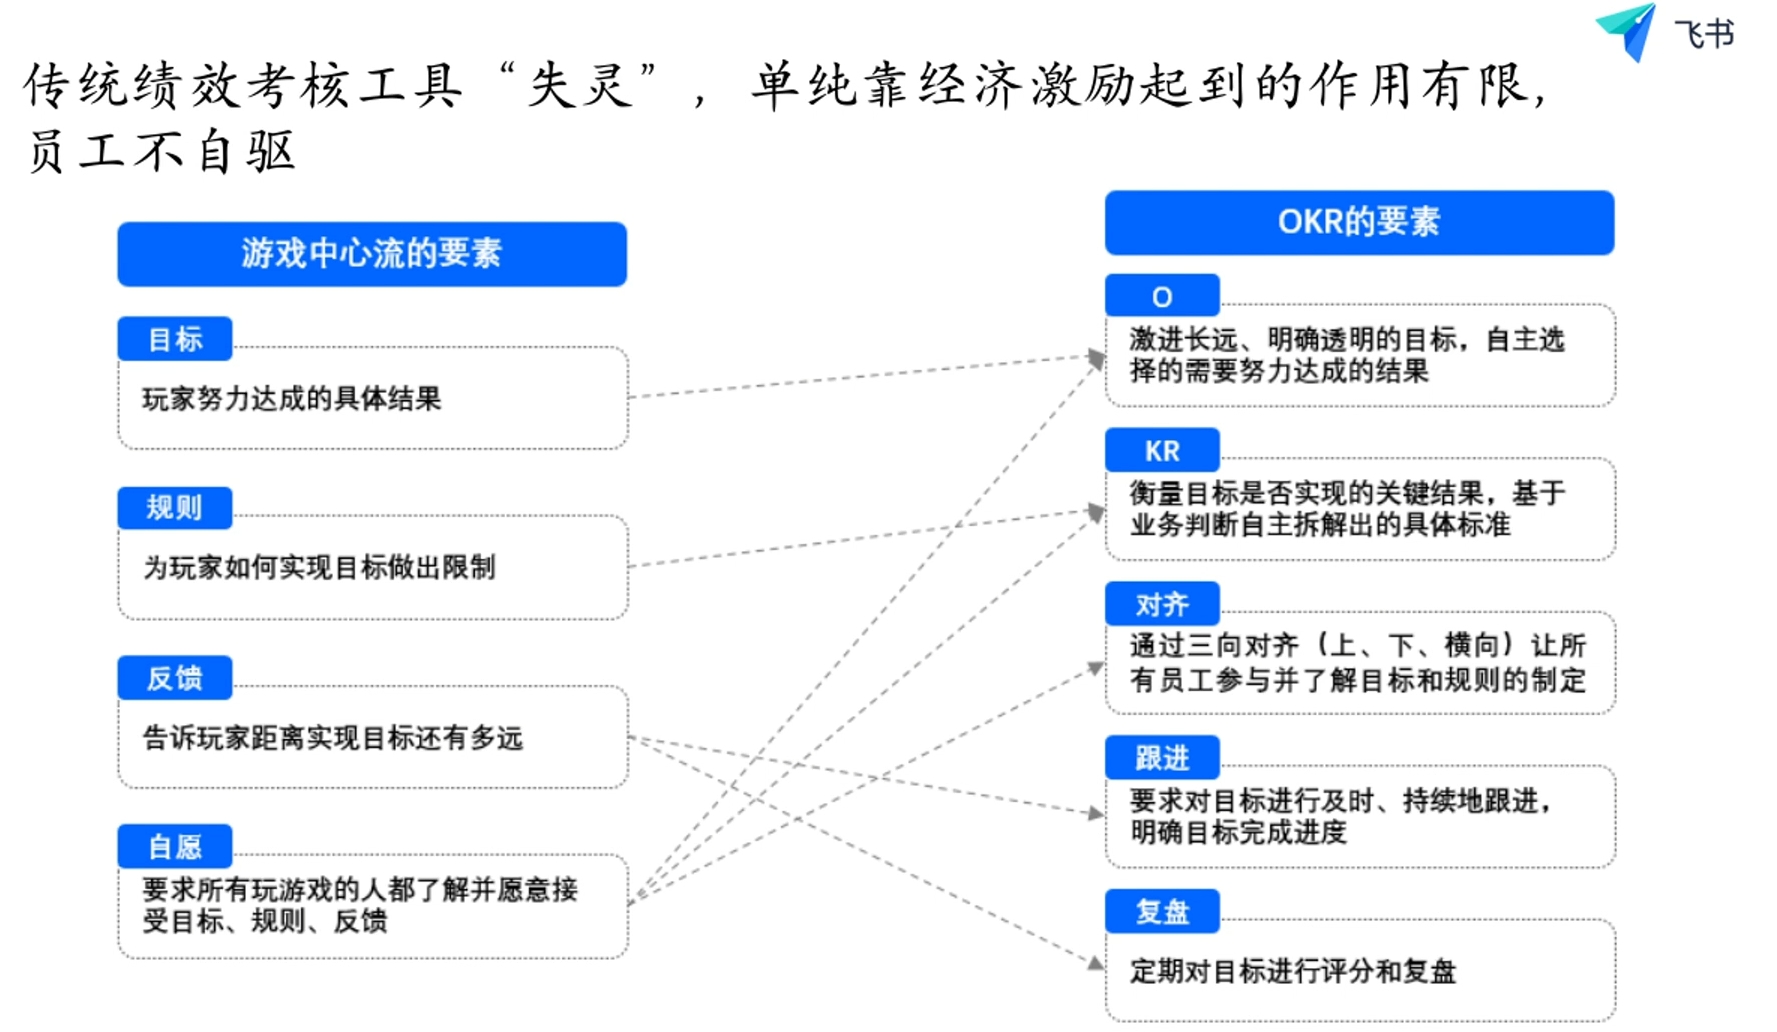 飞书
传统绩效考核工具“失灵”，单纯靠经济激励起到的作用有限，
员工不自驱
游戏中心流的要素
目标
玩家努力达成的具体结果
规则
为玩家如何实现目标做出限制
反馈
告诉玩家距离实现目标还有多远
自愿
要求所有玩游戏的人都了解并愿意接
受目标、规则、反馈
OKR的要素
O
激进长远、明确透明的目标，自主选
择的需要努力达成的结果
KR
衡量目标是否实现的关键结果，基于
业务判断自主拆解出的具体标准
对齐
通过三向对齐（上、下、横向）让所
有员工参与并了解目标和规则的制定
跟进
要求对目标进行及时、持续地跟进，
明确目标完成进度
复盘
定期对目标进行评分和复盘